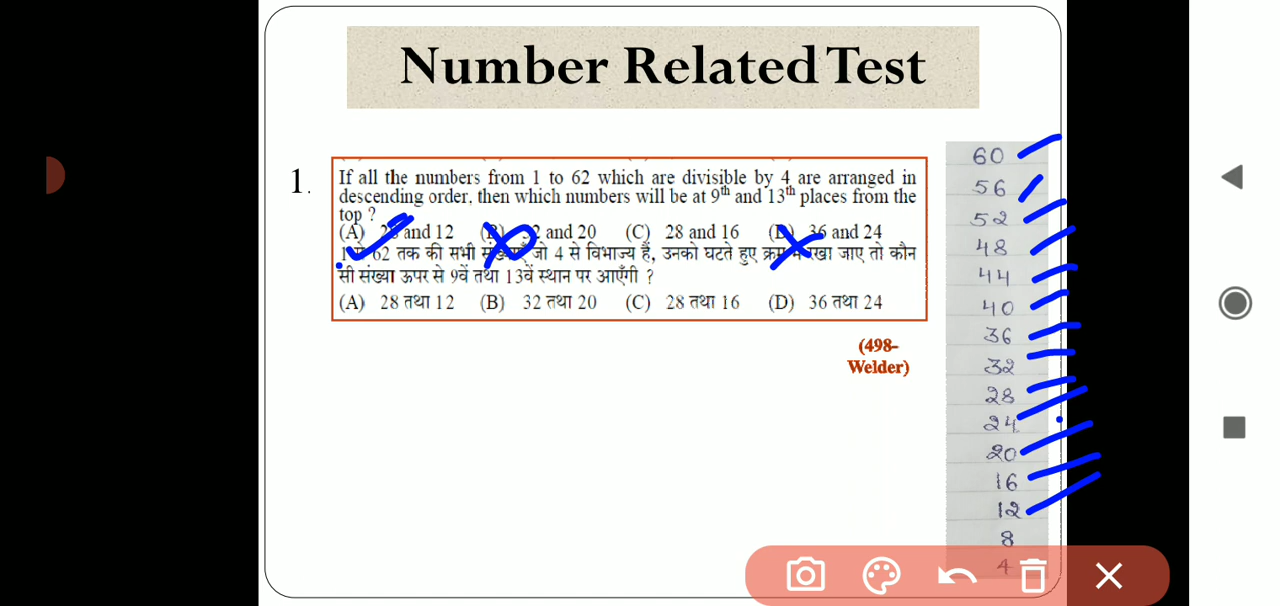 Number Related Test
1.
If all the numbers from 1 to 62 which are divisible by 4 are arranged in
descending order, then which numbers will be at 9th and 13th places from the
top ?
(A) 28 and 12 (B) 32 and 20 (C) 28 and 16 (D) 36 and 24
1 से 62 तक की सभी संख्याएँ जो 4 से विभाज्य हैं, उनको घटते हुए क्रम में रखा जाए तो कौन
सी संख्या ऊपर से 9वें तथा 13वें स्थान पर आएँगी ?
(A) 28 तथा 12 (B) 32 तथा 20 (C) 28 तथा 16 (D) 36 तथा 24
(498-
Welder)
60
56
52
48
44
40
36
32
28
24
20
16
12
8
4